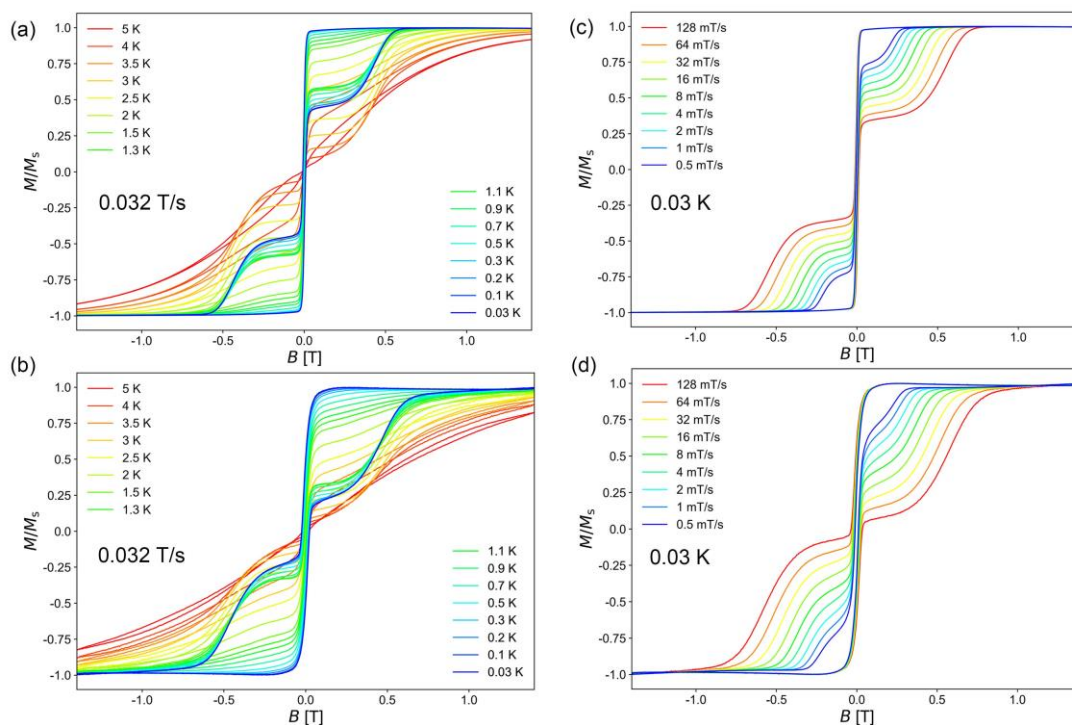 (a)
5 K
4 K
3.5 K
3 K
2.5 K
2 K
1.5 K
1.3 K
0.032 T/s
1.1 K
0.9 K
0.7 K
0.5 K
0.3 K
0.2 K
0.1 K
0.03 K
M/Ms
1.0
0.75
0.5
0.25
0.0
-0.25
-0.5
-0.75
-1.0
-1.0
-0.5
0.0
0.5
1.0
B [T]
(c)
128 mT/s
64 mT/s
32 mT/s
16 mT/s
8 mT/s
4 mT/s
2 mT/s
1 mT/s
0.5 mT/s
0.03 K
M/Ms
1.0
0.75
0.5
0.25
0.0
-0.25
-0.5
-0.75
-1.0
-1.0
-0.5
0.0
0.5
1.0
B [T]
(b)
5 K
4 K
3.5 K
3 K
2.5 K
2 K
1.5 K
1.3 K
0.032 T/s
1.1 K
0.9 K
0.7 K
0.5 K
0.3 K
0.2 K
0.1 K
0.03 K
M/Ms
1.0
0.75
0.5
0.25
0.0
-0.25
-0.5
-0.75
-1.0
-1.0
-0.5
0.0
0.5
1.0
B [T]
(d)
128 mT/s
64 mT/s
32 mT/s
16 mT/s
8 mT/s
4 mT/s
2 mT/s
1 mT/s
0.5 mT/s
0.03 K
M/Ms
1.0
0.75
0.5
0.25
0.0
-0.25
-0.5
-0.75
-1.0
-1.0
-0.5
0.0
0.5
1.0
B [T]